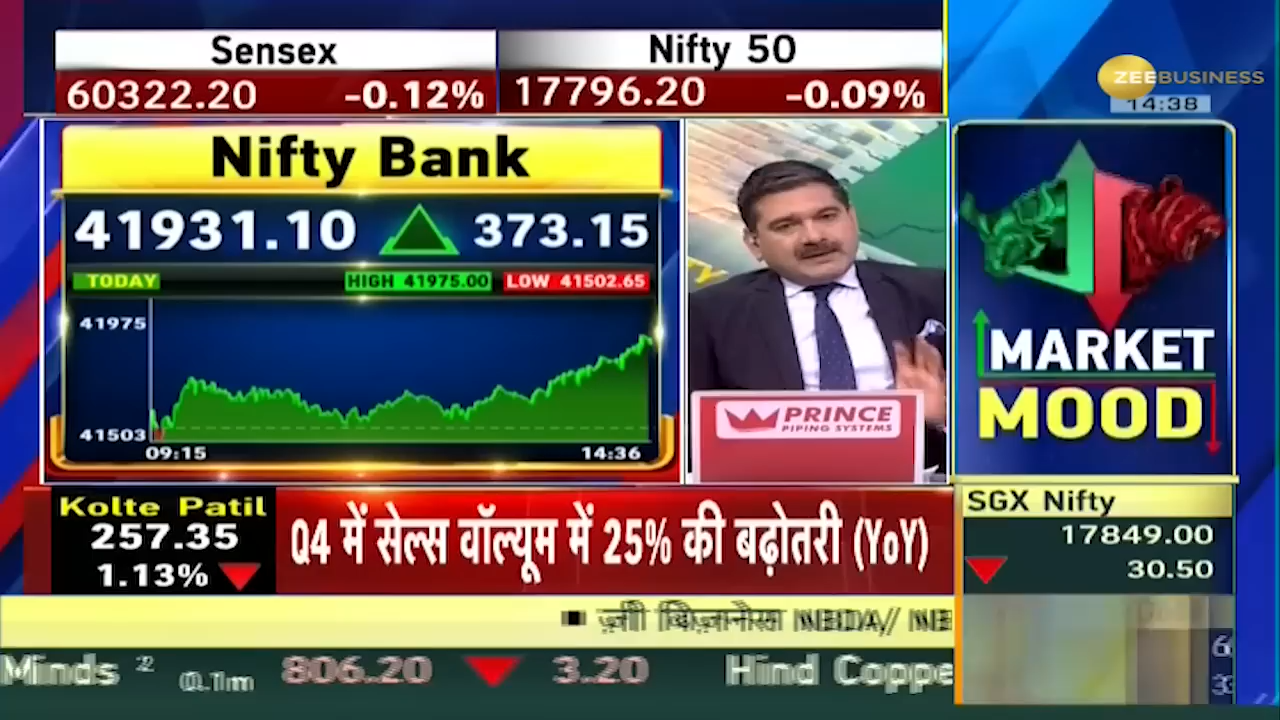 Sensex
Nifty 50
60322.20 -0.12%
17796.20 -0.09%
ZEEBUSINESS
14:38
Nifty Bank
41931.10 373.15
TODAY
HIGH 41975.00 LOW 41502.65
41975
41503
09:15 14:36
PRINCE
PIPING SYSTEMS
MARKET
MOOD
Kolte Patil
257.35
1.13%
Q4 में सेल्स वॉल्यूम में 25% की बढ़ोतरी (YoY)
SGX Nifty
17849.00
30.50
ज़ी बिज़नेस
Minds 0.1m 806.20 3.20 Hind Coppe